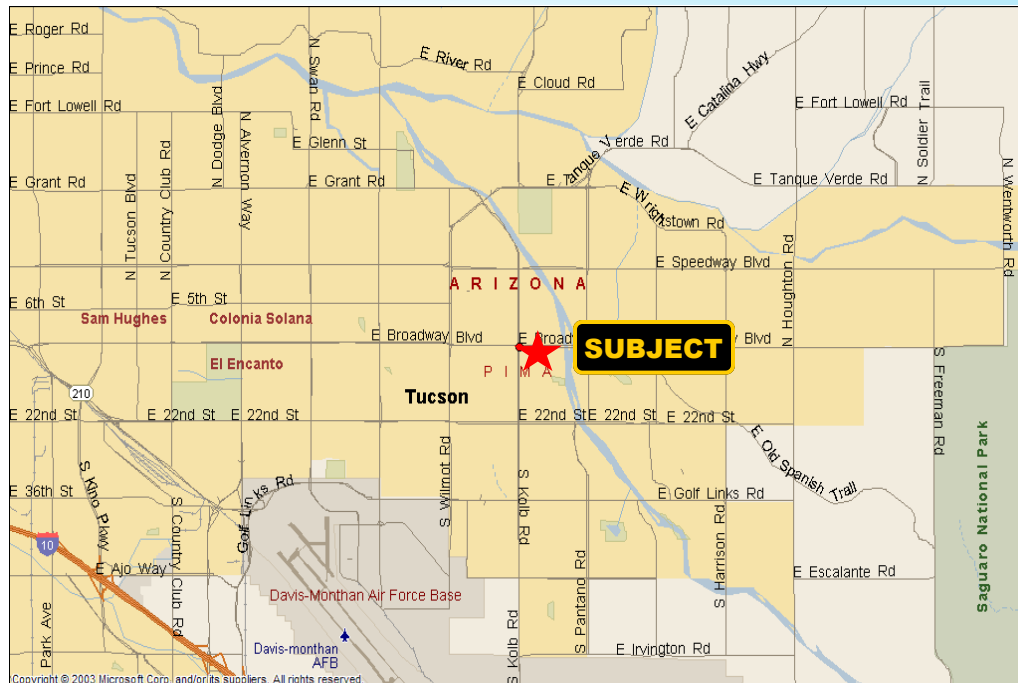 E Roger Rd
E River Rd
E Prince Rd
E Cloud Rd
E Catalina Hwy
N Swan Rd
E Fort Lowell Rd
E Fort Lowell Rd
N Dodge Blvd
N Alvernon Way
E Glenn St
Tanque Verde Rd
N Soldier Trail
E Grant Rd
E Grant Rd
E Tanque Verde Rd
N Wentworth Rd
N Tucson Blvd
N Country Club Rd
E Wrightstown Rd
E Speedway Blvd
N Houghton Rd
ARIZONA
E 6th St
E 5th St
Sam Hughes
Colonia Solana
E Broadway Blvd
SUBJECT
El Encanto
PIMA
S Freeman Rd
210
Tucson
E 22nd St
E 22nd St
E 22nd St
E 22nd St
E 22nd St
E 22nd St
E Old Spanish Trail
Saguaro National Park
S Kino Pkwy
E 36th St
Golf Links Rd
S Wilmot Rd
S Kolb Rd
E Golf Links Rd
S Country Club Rd
S Harrison Rd
10
E Ajo Way
E Escalante Rd
Davis-Monthan Air Force Base
S Pantano Rd
Park Ave
Davis-monthan
AFB
S Kolb Rd
E Irvington Rd
Copyright © 2003 Microsoft Corp. and/or its suppliers. All rights reserved